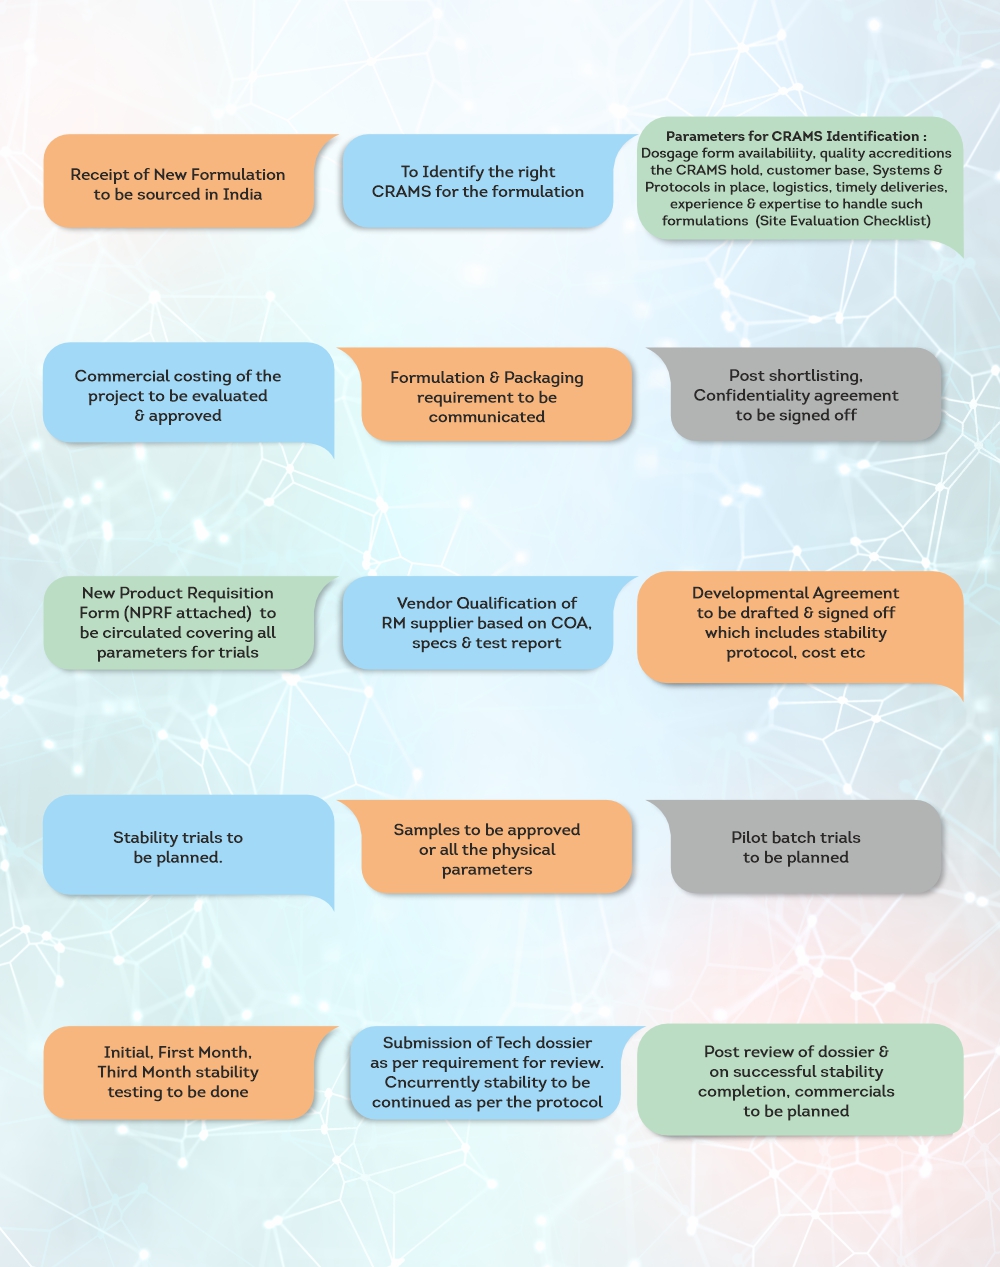 Receipt of New Formulation
to be sourced in India
To Identify the right
CRAMS for the formulation
Parameters for CRAMS Identification :
Dosgage form availabiliity, quality accreditions
the CRAMS hold, customer base, Systems &
Protocols in place, logistics, timely deliveries,
experience & expertise to handle such
formulations (Site Evaluation Checklist)
Commercial costing of the
project to be evaluated
& approved
Formulation & Packaging
requirement to be
communicated
Post shortlisting,
Confidentiality agreement
to be signed off
New Product Requisition
Form (NPRF attached) to
be circulated covering all
parameters for trials
Vendor Qualification of
RM supplier based on COA,
specs & test report
Developmental Agreement
to be drafted & signed off
which includes stability
protocol, cost etc
Stability trials to
be planned.
Samples to be approved
or all the physical
parameters
Pilot batch trials
to be planned
Initial, First Month,
Third Month stability
testing to be done
Submission of Tech dossier
as per requirement for review.
Cncurrently stability to be
continued as per the protocol
Post review of dossier &
on successful stability
completion, commercials
to be planned